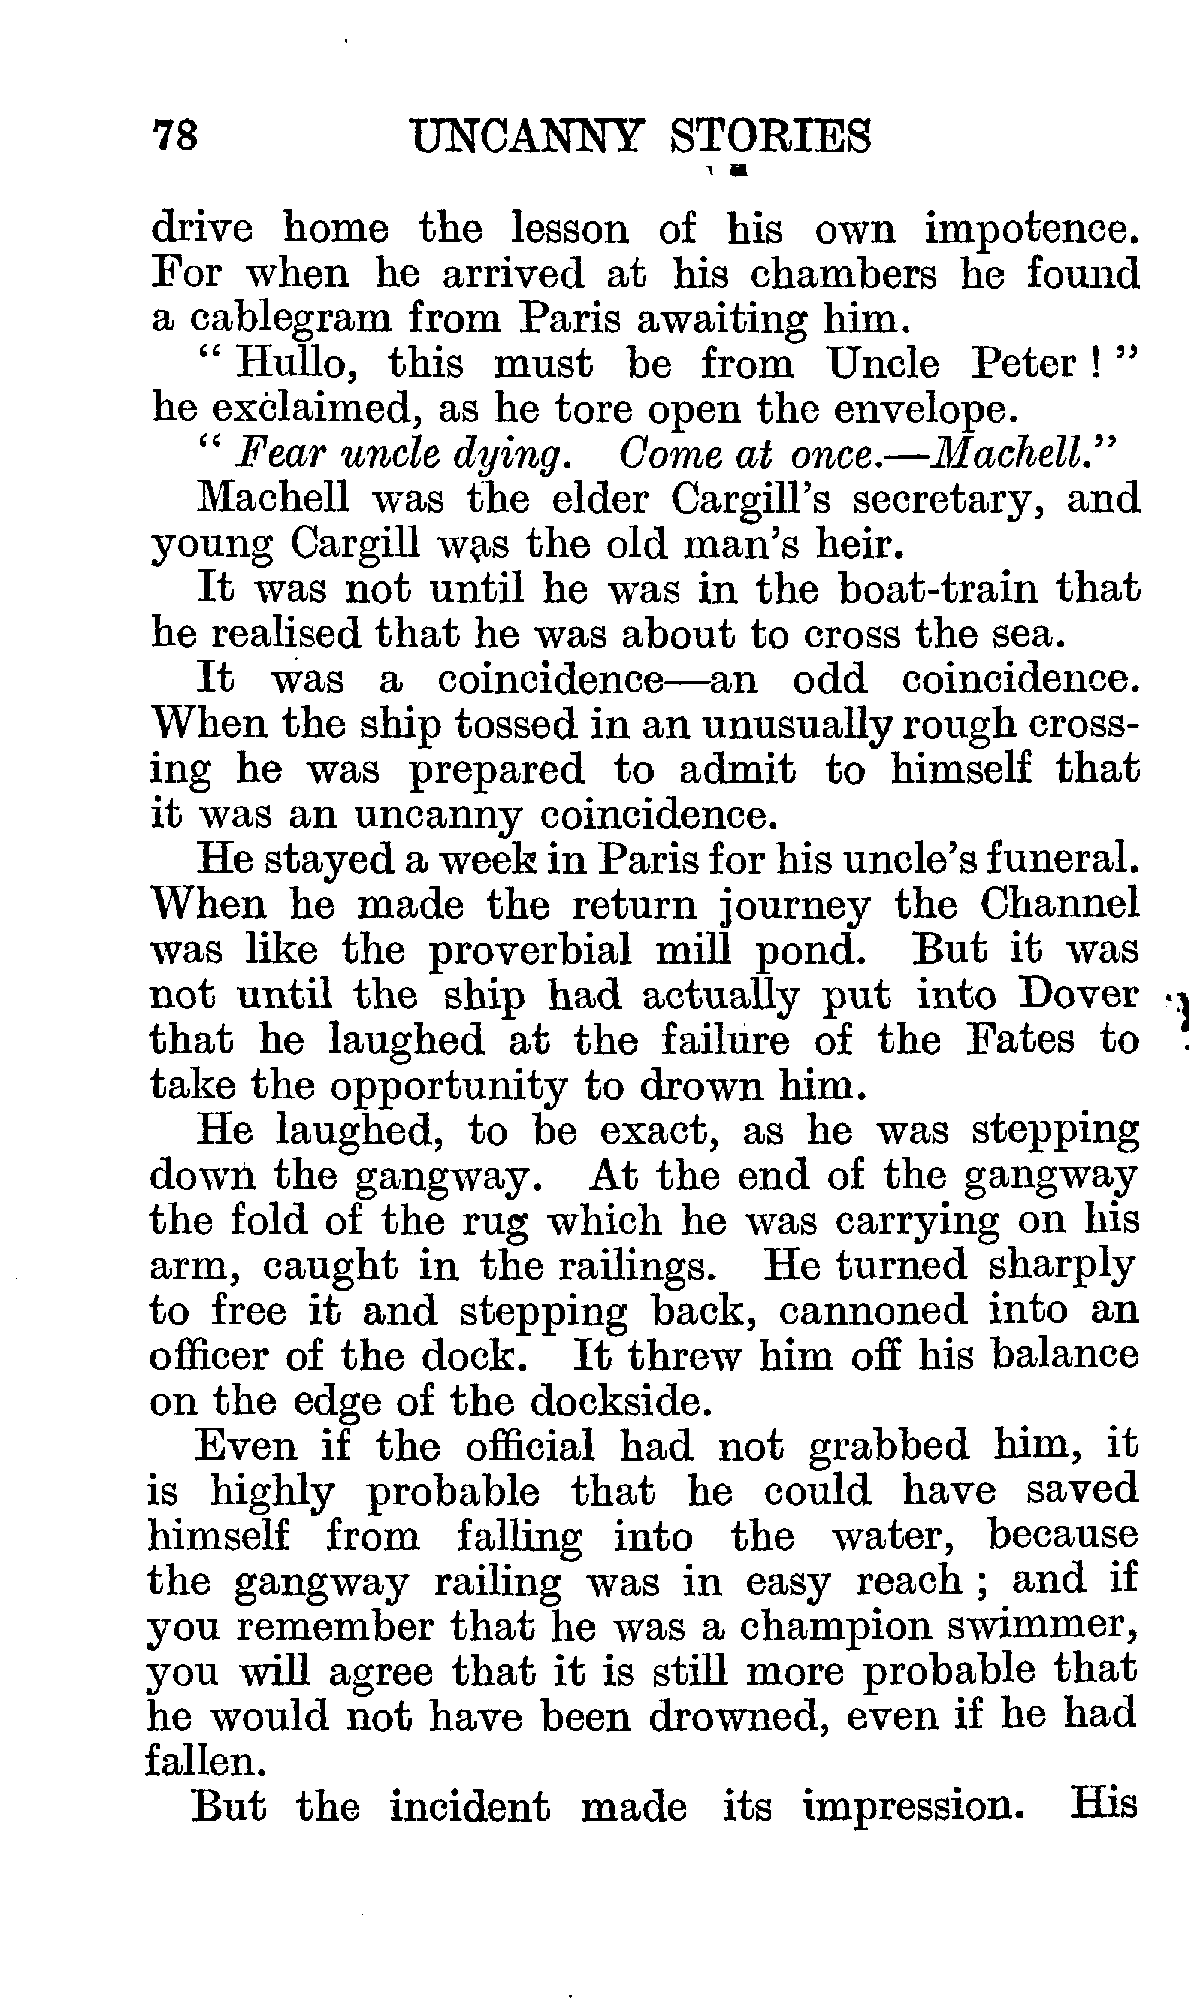 78 UNCANNY STORIES
drive home the lesson of his own impotence.
For when he arrived at his chambers he found
a cablegram from Paris awaiting him.
“ Hullo, this must be from Uncle Peter ! ”
he exclaimed, as he tore open the envelope.
“ Fear uncle dying. Come at once.—Machell.”
Machell was the elder Cargill’s secretary, and
young Cargill was the old man’s heir.
It was not until he was in the boat-train that
he realised that he was about to cross the sea.
It was a coincidence—an odd coincidence.
When the ship tossed in an unusually rough cross-
ing he was prepared to admit to himself that
it was an uncanny coincidence.
He stayed a week in Paris for his uncle’s funeral.
When he made the return journey the Channel
was like the proverbial mill pond. But it was
not until the ship had actually put into Dover
that he laughed at the failure of the Fates to
take the opportunity to drown him.
He laughed, to be exact, as he was stepping
down the gangway. At the end of the gangway
the fold of the rug which he was carrying on his
arm, caught in the railings. He turned sharply
to free it and stepping back, cannoned into an
officer of the dock. It threw him off his balance
on the edge of the dockside.
Even if the official had not grabbed him, it
is highly probable that he could have saved
himself from falling into the water, because
the gangway railing was in easy reach ; and if
you remember that he was a champion swimmer,
you will agree that it is still more probable that
he would not have been drowned, even if he had
fallen.
But the incident made its impression. His